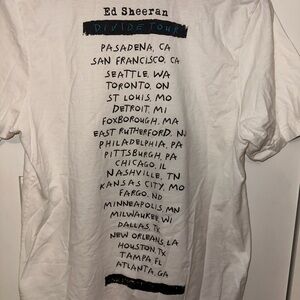 Ed Sheeran
DIVIDE TOUR
PASADENA, CA
SAN FRANCISCO, CA
SEATTLE, WA
TORONTO, ON
ST LOUIS, MO
DETROIT, MI
FOXBOROUGH, MA
EAST RUTHERFORD, NJ
PHILADELPHIA, PA
PITTSBURGH, PA
CHICAGO, IL
NASHVILLE, TN
KANSAS CITY, MO
FARGO, ND
MINNEAPOLIS, MN
MILWAUKEE, WI
DALLAS, TX
NEW ORLEANS, LA
HOUSTON, TX
TAMPA FL
ATLANTA, GA